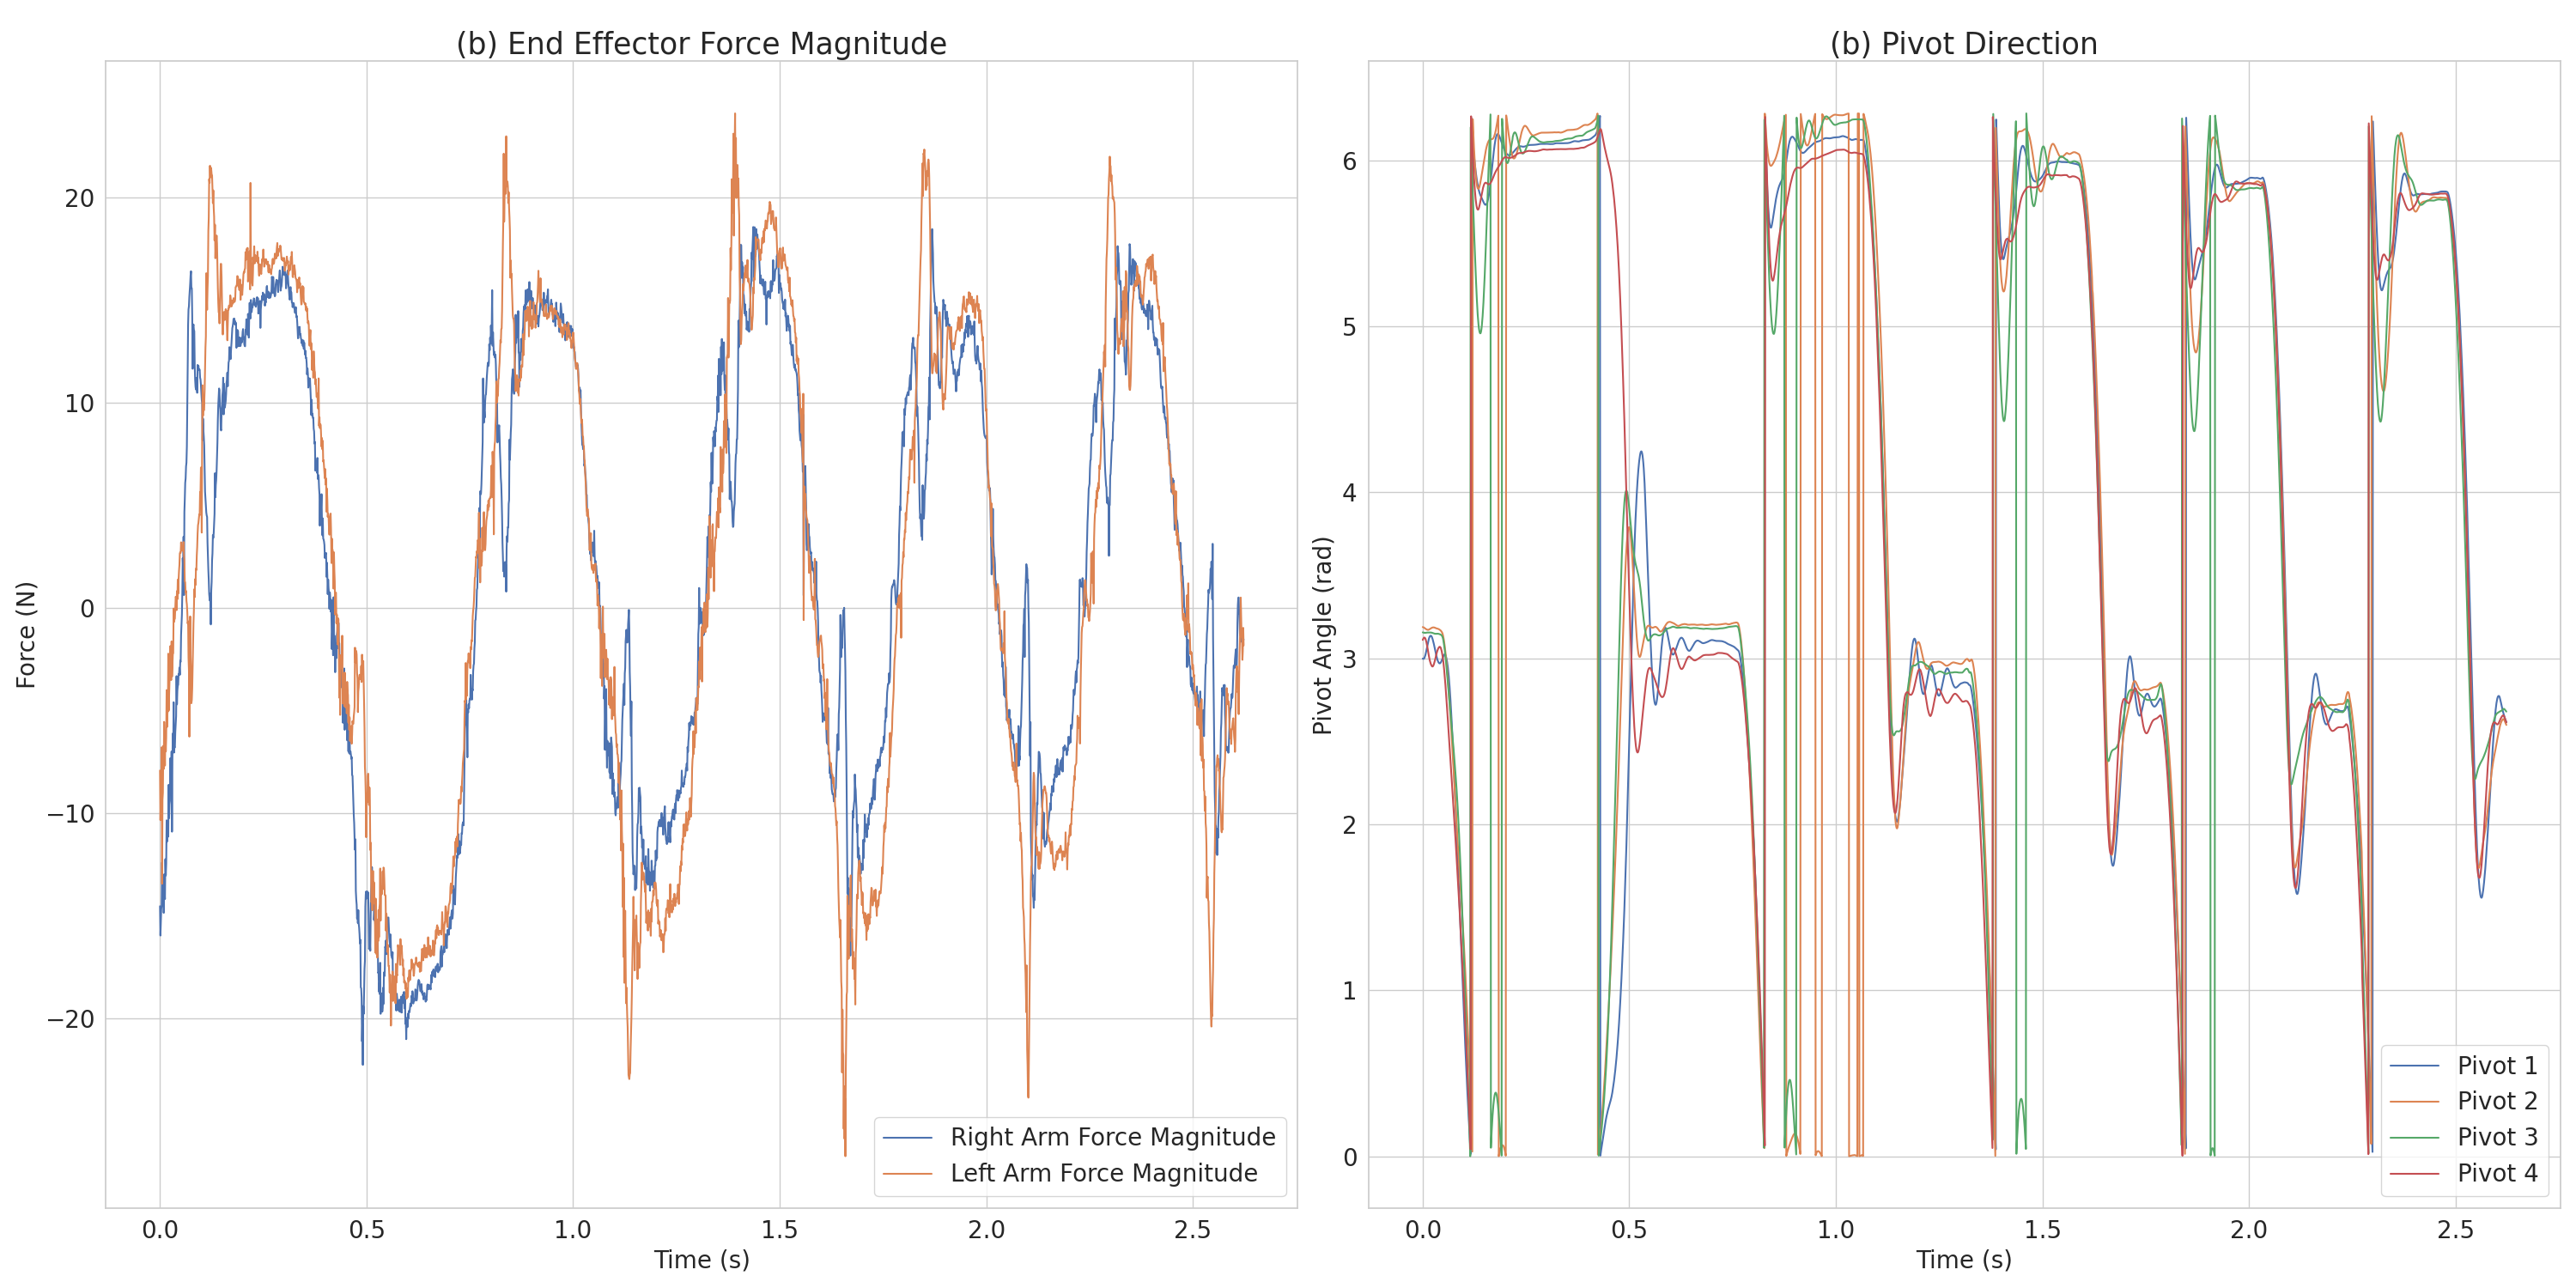 (b) End Effector Force Magnitude
Force (N)
20
10
0
−10
−20
0.0 0.5 1.0 1.5 2.0 2.5
Time (s)
Right Arm Force Magnitude
Left Arm Force Magnitude
(b) Pivot Direction
Pivot Angle (rad)
6
5
4
3
2
1
0
0.0 0.5 1.0 1.5 2.0 2.5
Time (s)
Pivot 1
Pivot 2
Pivot 3
Pivot 4